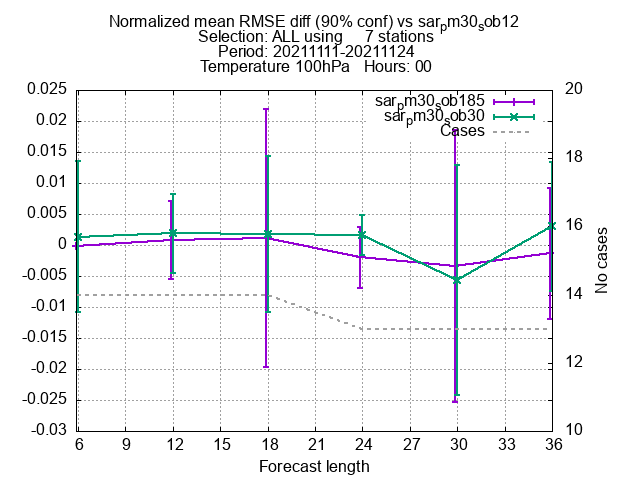 Normalized mean RMSE diff (90% conf) vs sar_pm30_sob12
Selection: ALL using 7 stations
Period: 20211111-20211124
Temperature 100hPa Hours: 00
sar_pm30_sob185
sar_pm30_sob30
Cases
0.025
0.02
0.015
0.01
0.005
0
-0.005
-0.01
-0.015
-0.02
-0.025
-0.03
20
18
16
14
12
10
No cases
6 9 12 15 18 21 24 27 30 33 36
Forecast length